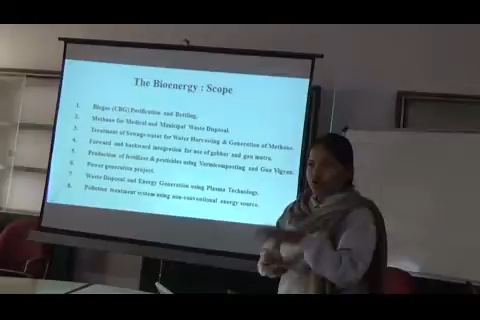 The Bioenergy : Scope
1. Biogas (CBG) Purification and Bottling,
2. Methane for Medical and Municipal Waste Disposal
3. Treatment of Sewage water for Water Harvesting & Generation of Methane.
4. Forward and backward integration for use of gobber and gau mutra.
5. Production of fertilizer & pesticides using Vermicomposting and Gau Vigyan.
6. Power generation project.
7. Waste Disposal and Energy Generation using Plasma Technology.
8. Pollution treatment system using non-conventional energy source.